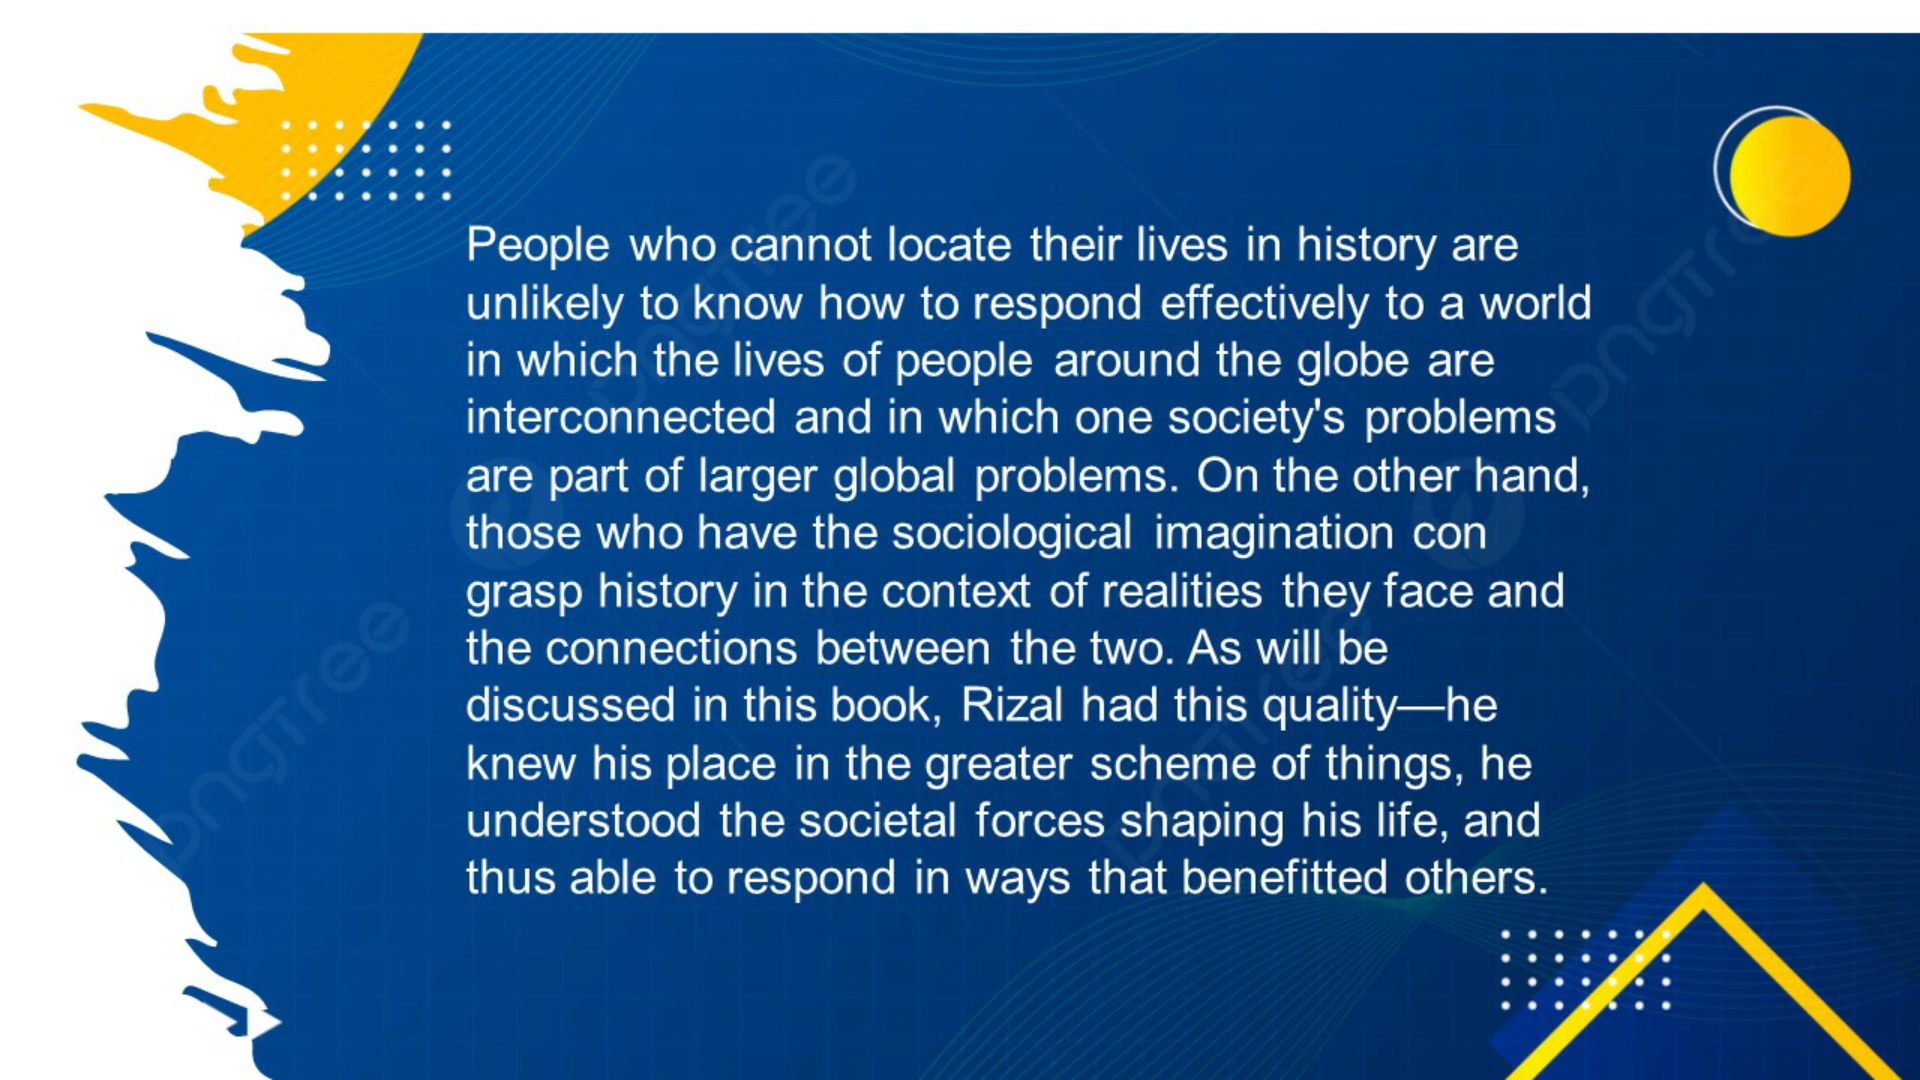 People who cannot locate their lives in history are
unlikely to know how to respond effectively to a world
in which the lives of people around the globe are
interconnected and in which one society's problems
are part of larger global problems. On the other hand,
those who have the sociological imagination con
grasp history in the context of realities they face and
the connections between the two. As will be
discussed in this book, Rizal had this quality—he
knew his place in the greater scheme of things, he
understood the societal forces shaping his life, and
thus able to respond in ways that benefitted others.
pngtree
pngtree
pngtree
pngtree